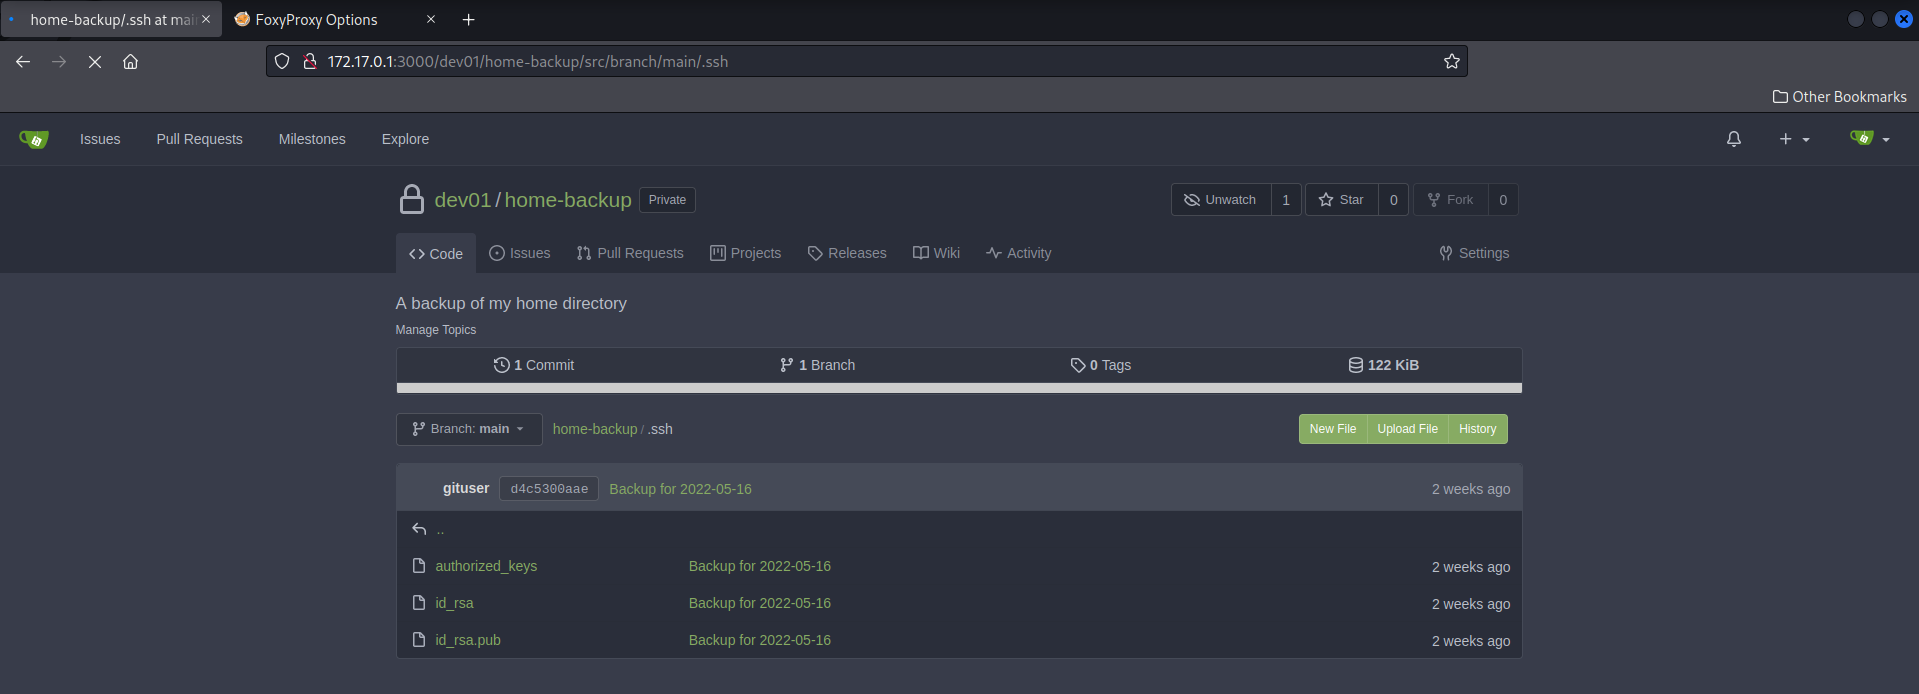 home-backup/.ssh at mai
FoxyProxy Options
172.17.0.1:3000/dev01/home-backup/src/branch/main/.ssh
Other Bookmarks
Issues Pull Requests Milestones Explore
dev01/home-backup Private
Unwatch 1 Star 0 Fork 0
Code Issues Pull Requests Projects Releases Wiki Activity Settings
A backup of my home directory
Manage Topics
1 Commit 1 Branch 0 Tags 122 KiB
Branch: main home-backup/.ssh New File Upload File History
gituser d4c5300aae Backup for 2022-05-16 2 weeks ago
..
authorized_keys Backup for 2022-05-16 2 weeks ago
id_rsa Backup for 2022-05-16 2 weeks ago
id_rsa.pub Backup for 2022-05-16 2 weeks ago